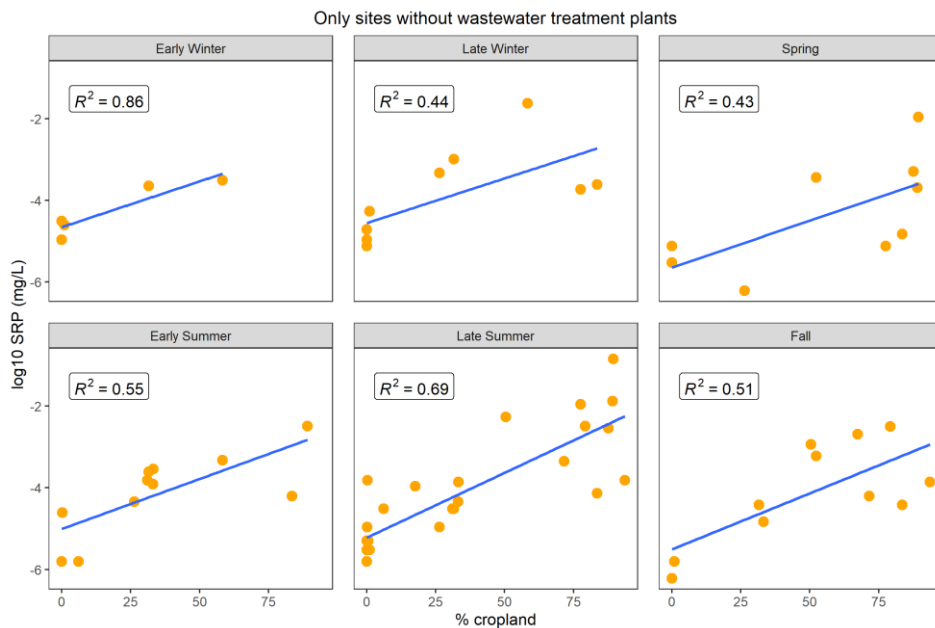 Only sites without wastewater treatment plants
Early Winter
Late Winter
Spring
R² = 0.86
R² = 0.44
R² = 0.43
-2
-4
-6
log10 SRP (mg/L)
Early Summer
Late Summer
Fall
R² = 0.55
R² = 0.69
R² = 0.51
-2
-4
-6
0 25 50 75
0 25 50 75
0 25 50 75
% cropland